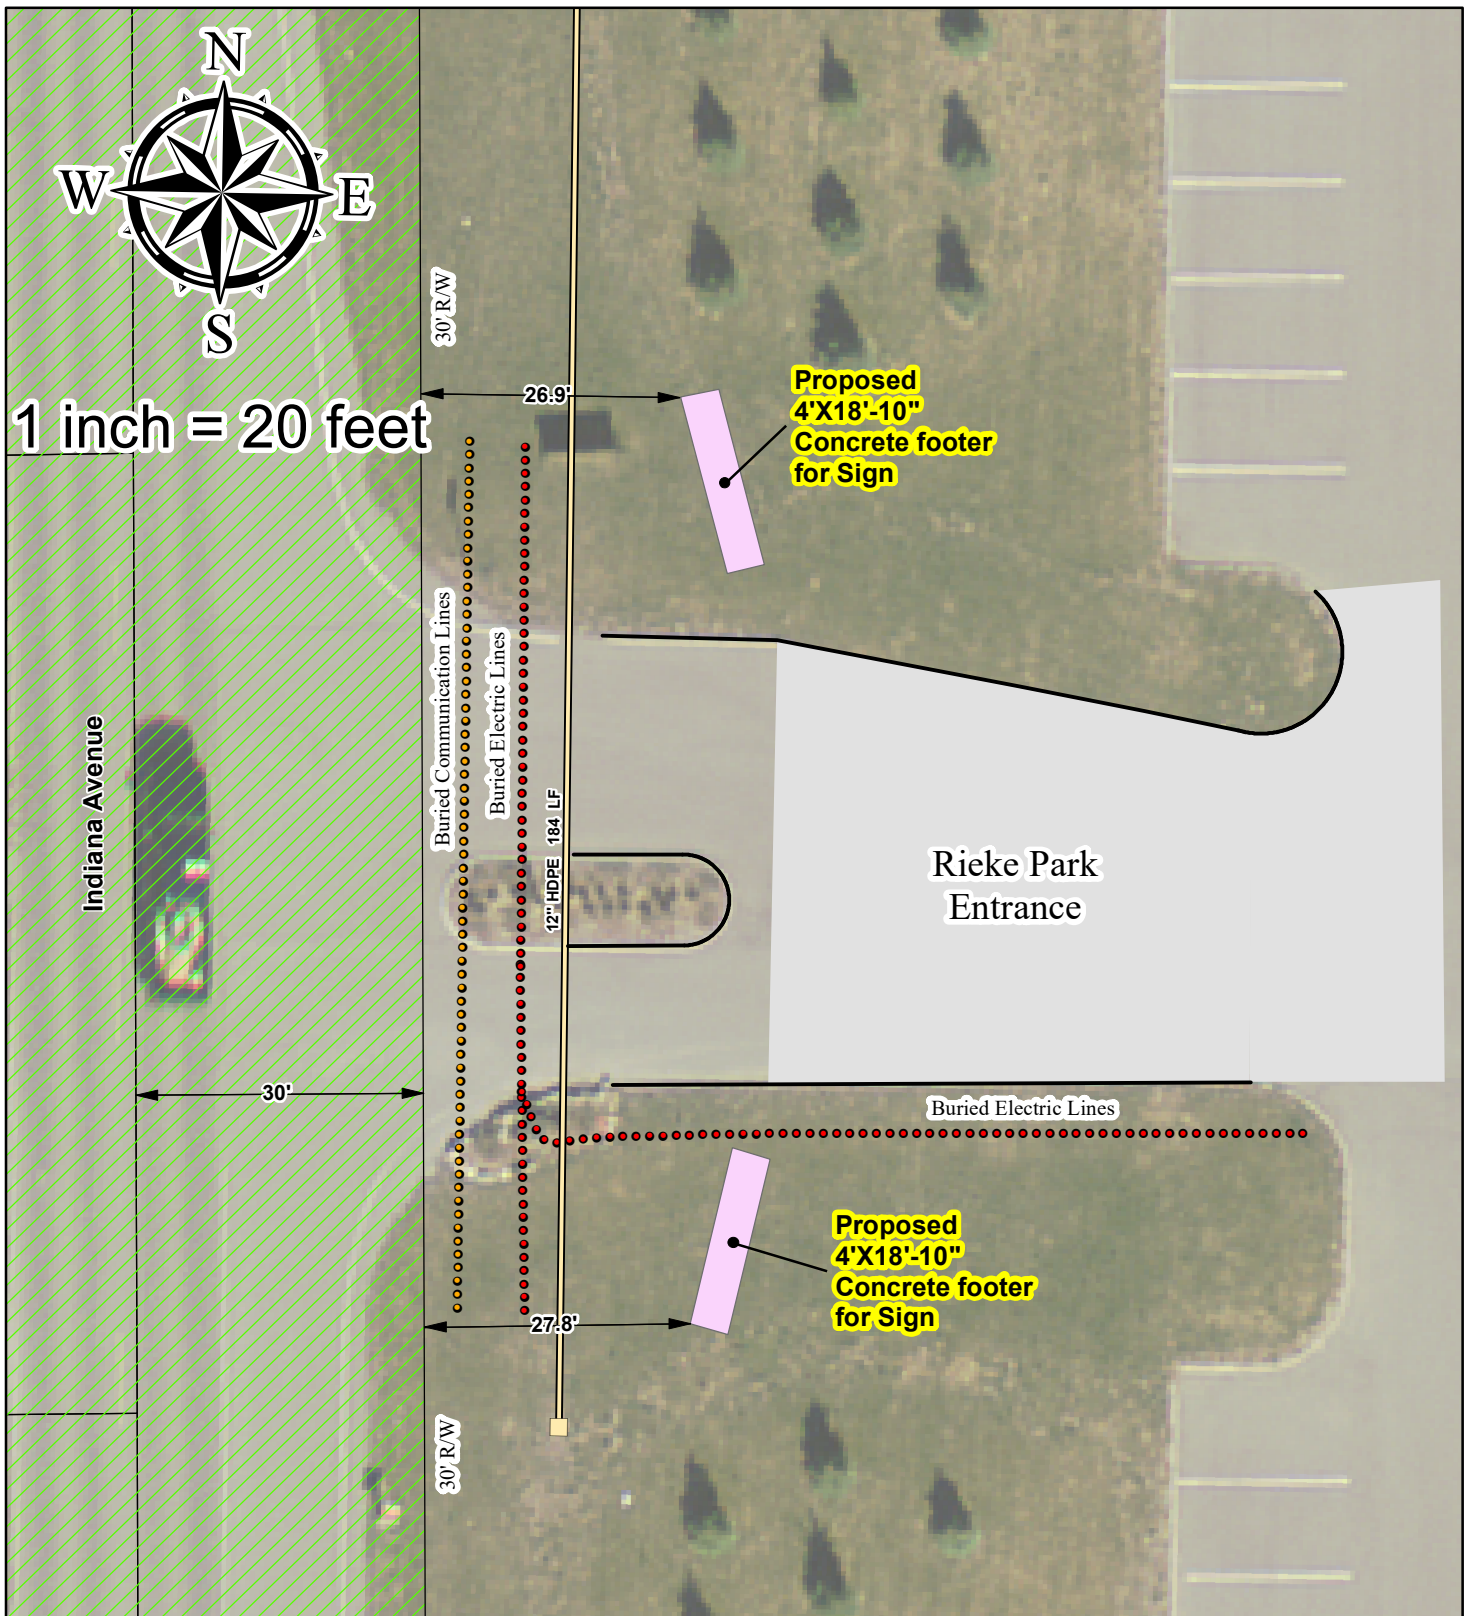 N
W
E
S
1 inch = 20 feet
30' R/W
26.9'
Proposed
4'X18'-10"
Concrete footer
for Sign
Buried Communication Lines
Buried Electric Lines
Indiana Avenue
12" HDPE 184 LF
Rieke Park
Entrance
30'
Buried Electric Lines
Proposed
4'X18'-10"
Concrete footer
for Sign
27.8'
30' R/W